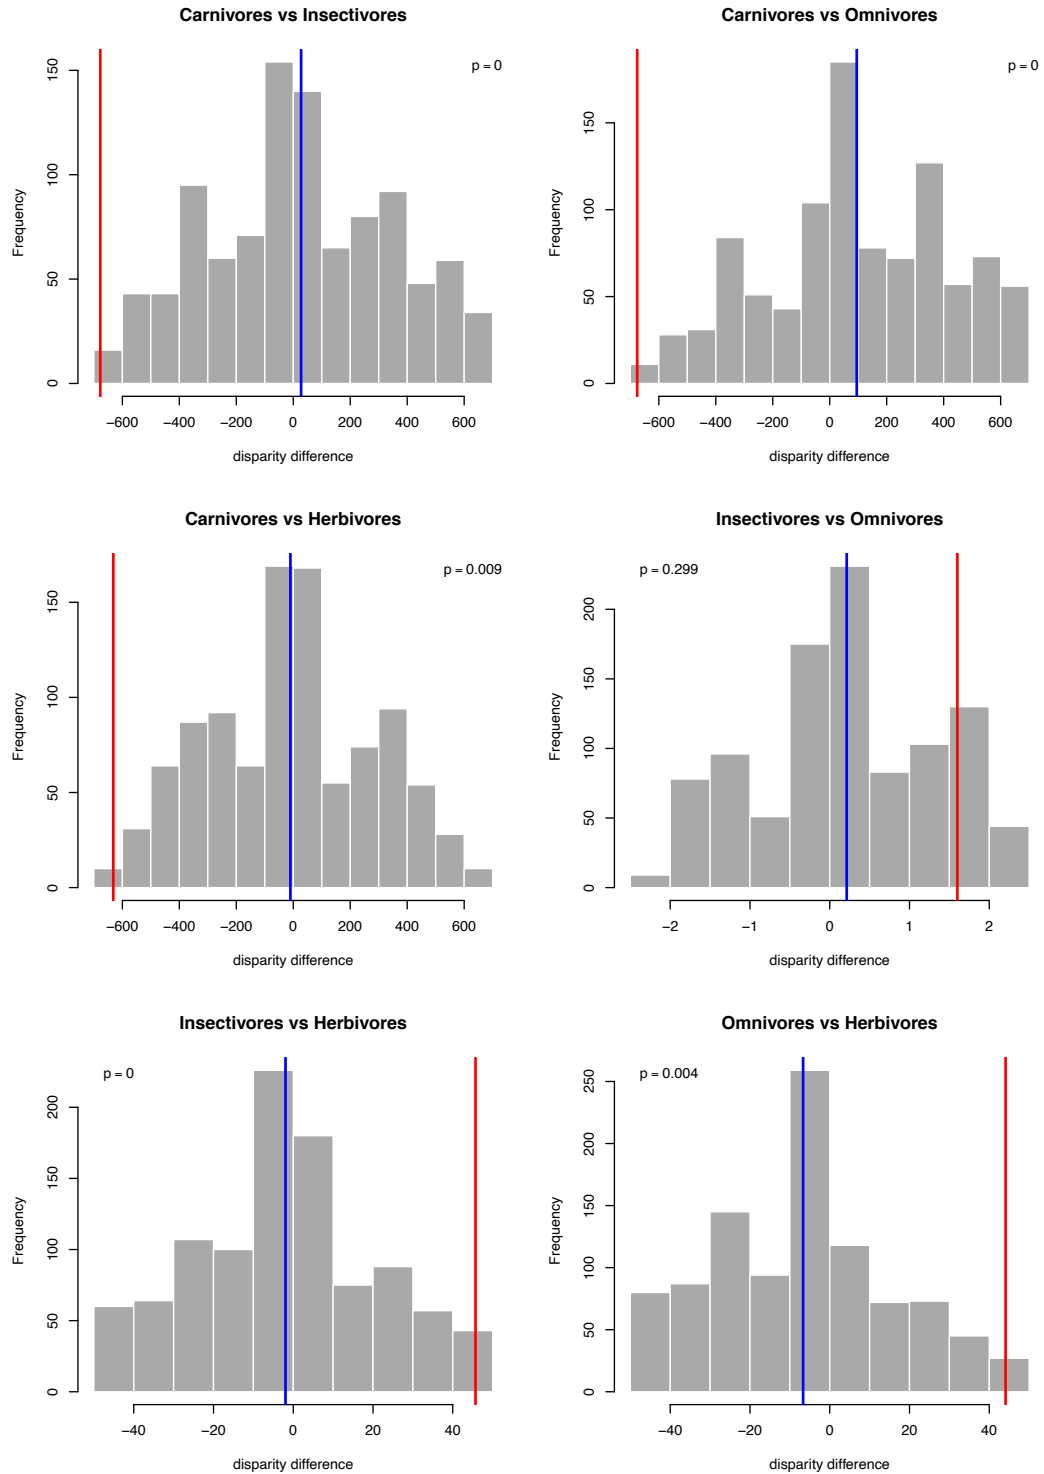 Carnivores vs Insectivores
p = 0
Frequency
0
50
100
150
−600
−400
−200
0
200
400
600
disparity difference
Carnivores vs Omnivores
p = 0
Frequency
0
50
100
150
−600
−400
−200
0
200
400
600
disparity difference
Carnivores vs Herbivores
p = 0.009
Frequency
0
50
100
150
−600
−400
−200
0
200
400
600
disparity difference
Insectivores vs Omnivores
p = 0.299
Frequency
0
50
100
150
200
−2
−1
0
1
2
disparity difference
Insectivores vs Herbivores
p = 0
Frequency
0
50
100
150
200
−40
−20
0
20
40
disparity difference
Omnivores vs Herbivores
p = 0.004
Frequency
0
50
100
150
200
250
−40
−20
0
20
40
disparity difference